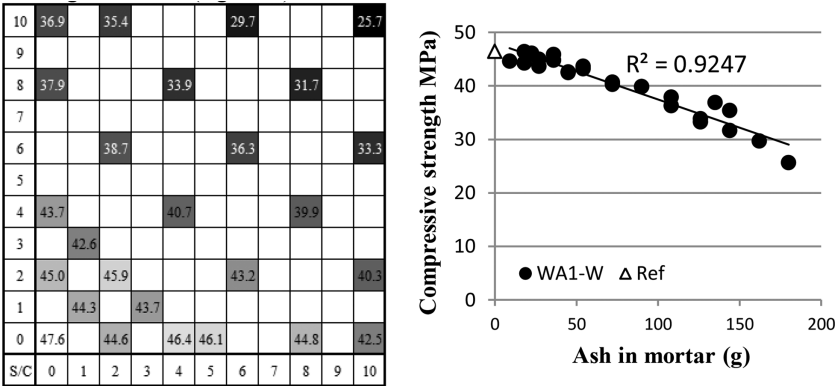 10 36.9 35.4 29.7 25.7
9
8 37.9 33.9 31.7
7
6 38.7 36.3 33.3
5
4 43.7 40.7 39.9
3 42.6
2 45.0 45.9 43.2 40.3
1 44.3 43.7
0 47.6 44.6 46.4 46.1 44.8 42.5
S/C 0 1 2 3 4 5 6 7 8 9 10
Compressive strength MPa
50
40
30
20
10
0
R² = 0.9247
WA1-W Ref
0 50 100 150 200
Ash in mortar (g)